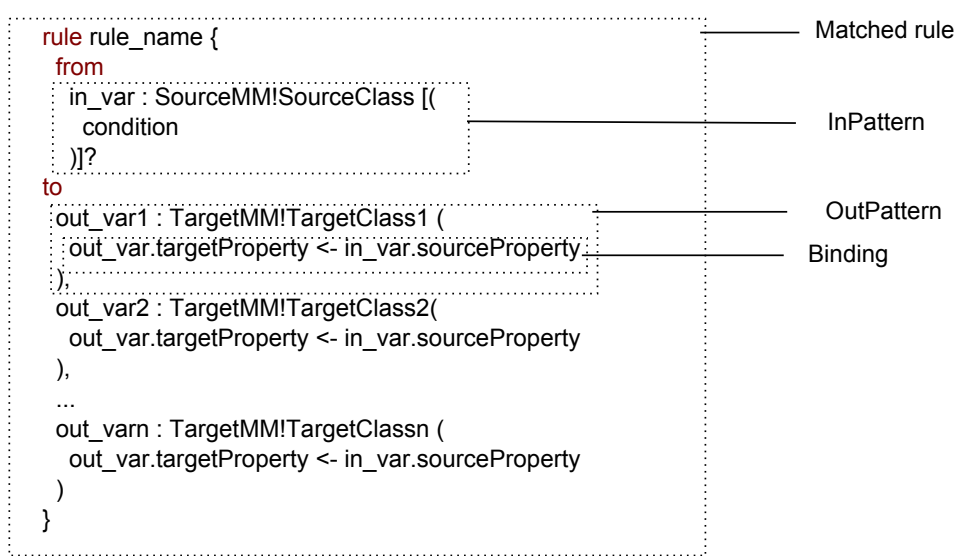 rule rule_name {
Matched rule
from
in_var : SourceMM!SourceClass [(
condition
InPattern
)]?
to
out_var1 : TargetMM!TargetClass1 (
OutPattern
out_var.targetProperty <- in_var.sourceProperty
Binding
),
out_var2 : TargetMM!TargetClass2(
out_var.targetProperty <- in_var.sourceProperty
),
...
out_varn : TargetMM!TargetClassn (
out_var.targetProperty <- in_var.sourceProperty
)
}